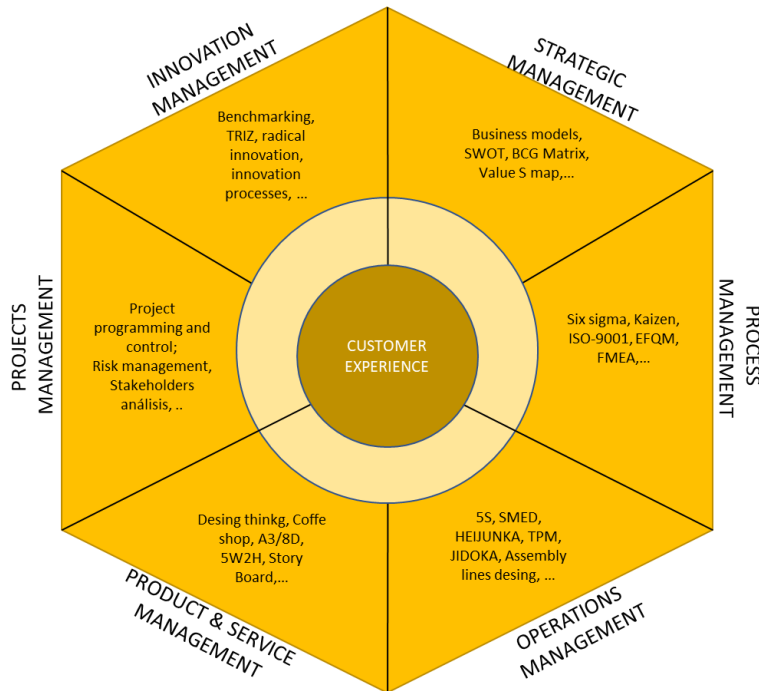 INNOVATION
MANAGEMENT
STRATEGIC
MANAGEMENT
Benchmarking,
TRIZ, radical
innovation,
innovation
processes, ...
Business models,
SWOT, BCG Matrix,
Value S map,...
PROJECTS
MANAGEMENT
Project
programming and
control;
Risk management,
Stakeholders
análisis, ..
CUSTOMER
EXPERIENCE
Six sigma, Kaizen,
ISO-9001, EFQM,
FMEA,...
PROCESS
MANAGEMENT
Desing thinkg, Coffe
shop, A3/8D,
5W2H, Story
Board,...
5S, SMED,
HEIJUNKA, TPM,
JIDOKA, Assembly
lines desing, ...
PRODUCT & SERVICE
MANAGEMENT
OPERATIONS
MANAGEMENT